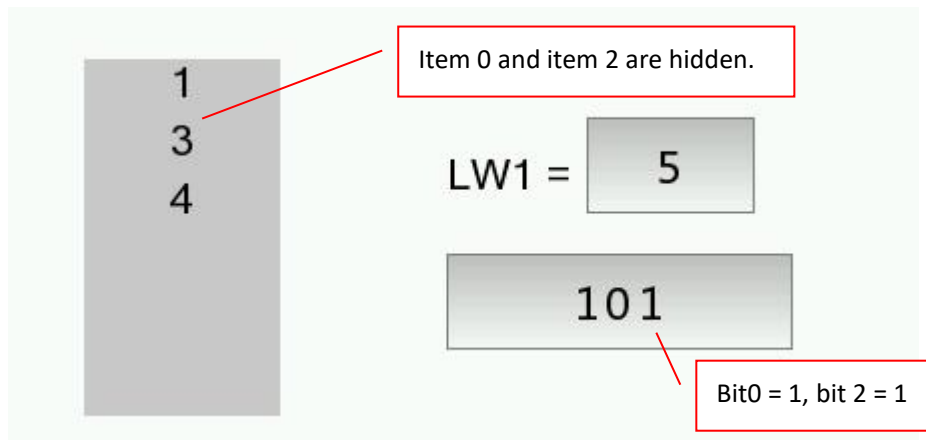 Item 0 and item 2 are hidden.
1
3
4
LW1 = 5
101
Bit0 = 1, bit 2 = 1